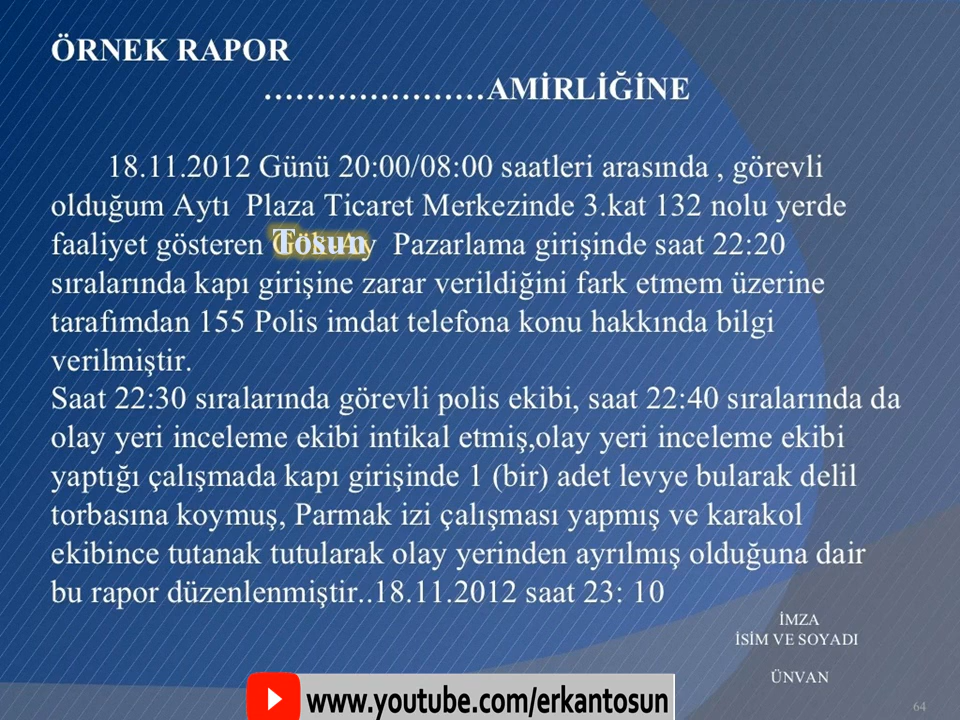 ÖRNEK RAPOR
…………………AMİRLİĞİNE
18.11.2012 Günü 20:00/08:00 saatleri arasında , görevli
olduğum Aytı Plaza Ticaret Merkezinde 3.kat 132 nolu yerde
faaliyet gösteren Tosun Pazarlama girişinde saat 22:20
sıralarında kapı girişine zarar verildiğini fark etmem üzerine
tarafımdan 155 Polis imdat telefona konu hakkında bilgi
verilmiştir.
Saat 22:30 sıralarında görevli polis ekibi, saat 22:40 sıralarında da
olay yeri inceleme ekibi intikal etmiş,olay yeri inceleme ekibi
yaptığı çalışmada kapı girişinde 1 (bir) adet levye bularak delil
torbasına koymuş, Parmak izi çalışması yapmış ve karakol
ekibince tutanak tutularak olay yerinden ayrılmış olduğuna dair
bu rapor düzenlenmiştir..18.11.2012 saat 23: 10
İMZA
İSİM VE SOYADI
ÜNVAN
www.youtube.com/erkantosun
64